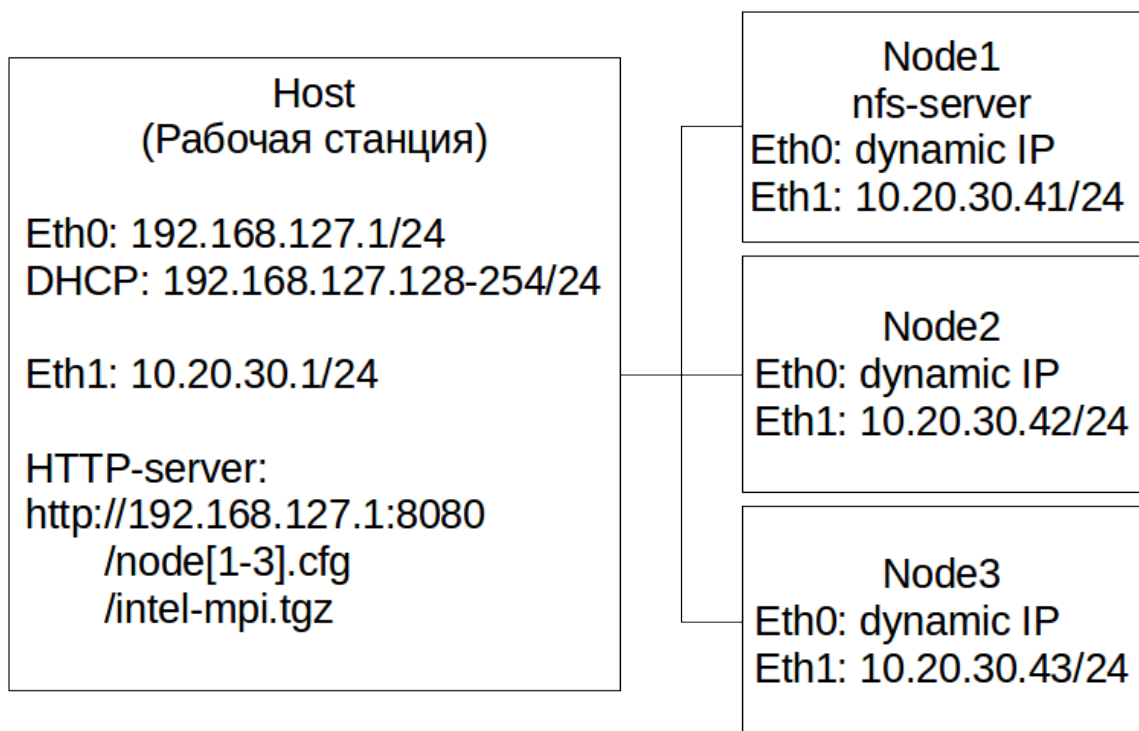 Host
(Рабочая станция)
Eth0: 192.168.127.1/24
DHCP: 192.168.127.128-254/24
Eth1: 10.20.30.1/24
HTTP-server:
http://192.168.127.1:8080
/node[1-3].cfg
/intel-mpi.tgz
Node1
nfs-server
Eth0: dynamic IP
Eth1: 10.20.30.41/24
Node2
Eth0: dynamic IP
Eth1: 10.20.30.42/24
Node3
Eth0: dynamic IP
Eth1: 10.20.30.43/24